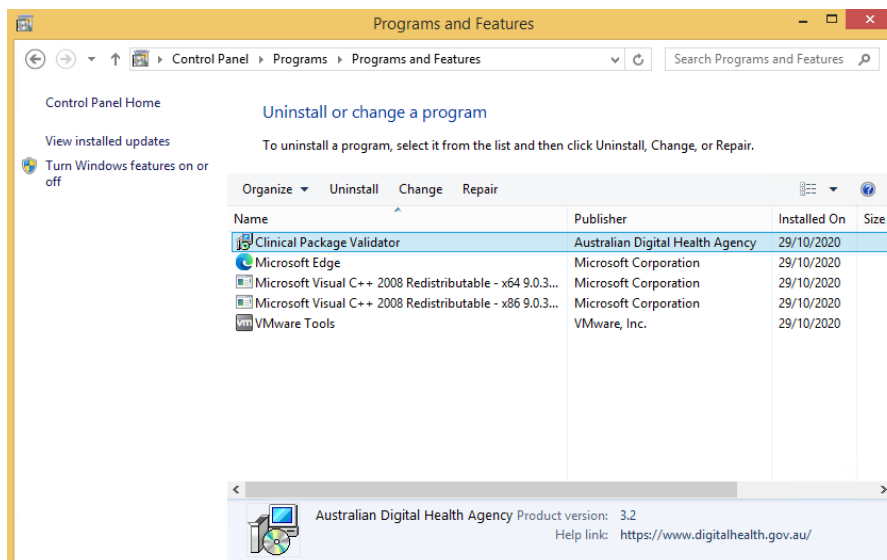 Programs and Features
Control Panel Programs Programs and Features
Search Programs and Features
Control Panel Home
View installed updates
Turn Windows features on or
off
Uninstall or change a program
To uninstall a program, select it from the list and then click Uninstall, Change, or Repair.
Organize Uninstall Change Repair
Name Publisher Installed On Size
Clinical Package Validator Australian Digital Health Agency 29/10/2020
Microsoft Edge Microsoft Corporation 29/10/2020
Microsoft Visual C++ 2008 Redistributable - x64 9.0.3... Microsoft Corporation 29/10/2020
Microsoft Visual C++ 2008 Redistributable - x86 9.0.3... Microsoft Corporation 29/10/2020
vm VMware Tools VMware, Inc. 29/10/2020
Australian Digital Health Agency Product version: 3.2
Help link: https://www.digitalhealth.gov.au/